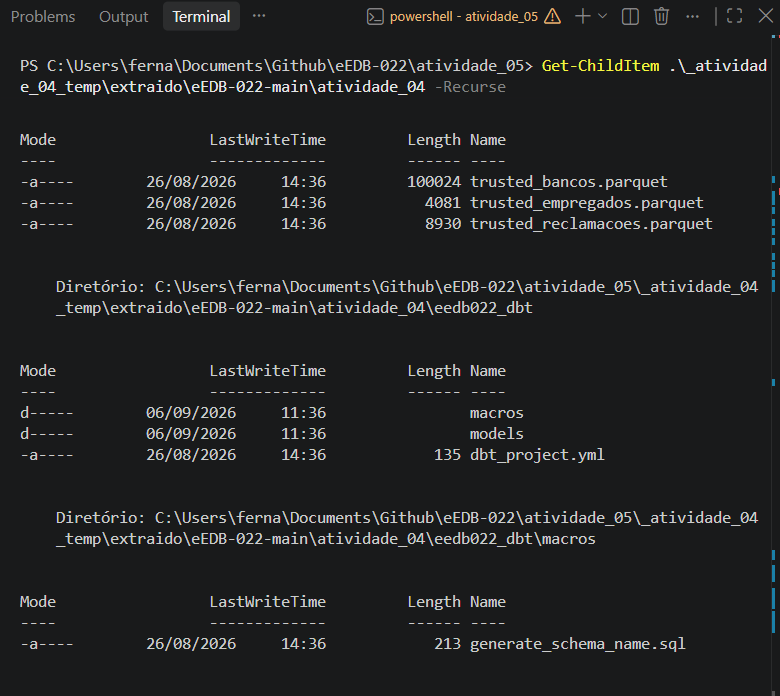 Problems Output Terminal ··· powershell - atividade_05
PS C:\Users\ferna\Documents\Github\eEDB-022\atividade_05> Get-ChildItem .\_atividad
e_04_temp\extraido\eEDB-022-main\atividade_04 -Recurse
Mode LastWriteTime Length Name
---- ------------- ------ ----
-a---- 26/08/2026 14:36 100024 trusted_bancos.parquet
-a---- 26/08/2026 14:36 4081 trusted_empregados.parquet
-a---- 26/08/2026 14:36 8930 trusted_reclamacoes.parquet
Diretório: C:\Users\ferna\Documents\Github\eEDB-022\atividade_05\_atividade_04
_temp\extraido\eEDB-022-main\atividade_04\eedb022_dbt
Mode LastWriteTime Length Name
---- ------------- ------ ----
d----- 06/09/2026 11:36 macros
d----- 06/09/2026 11:36 models
-a---- 26/08/2026 14:36 135 dbt_project.yml
Diretório: C:\Users\ferna\Documents\Github\eEDB-022\atividade_05\_atividade_04
_temp\extraido\eEDB-022-main\atividade_04\eedb022_dbt\macros
Mode LastWriteTime Length Name
---- ------------- ------ ----
-a---- 26/08/2026 14:36 213 generate_schema_name.sql